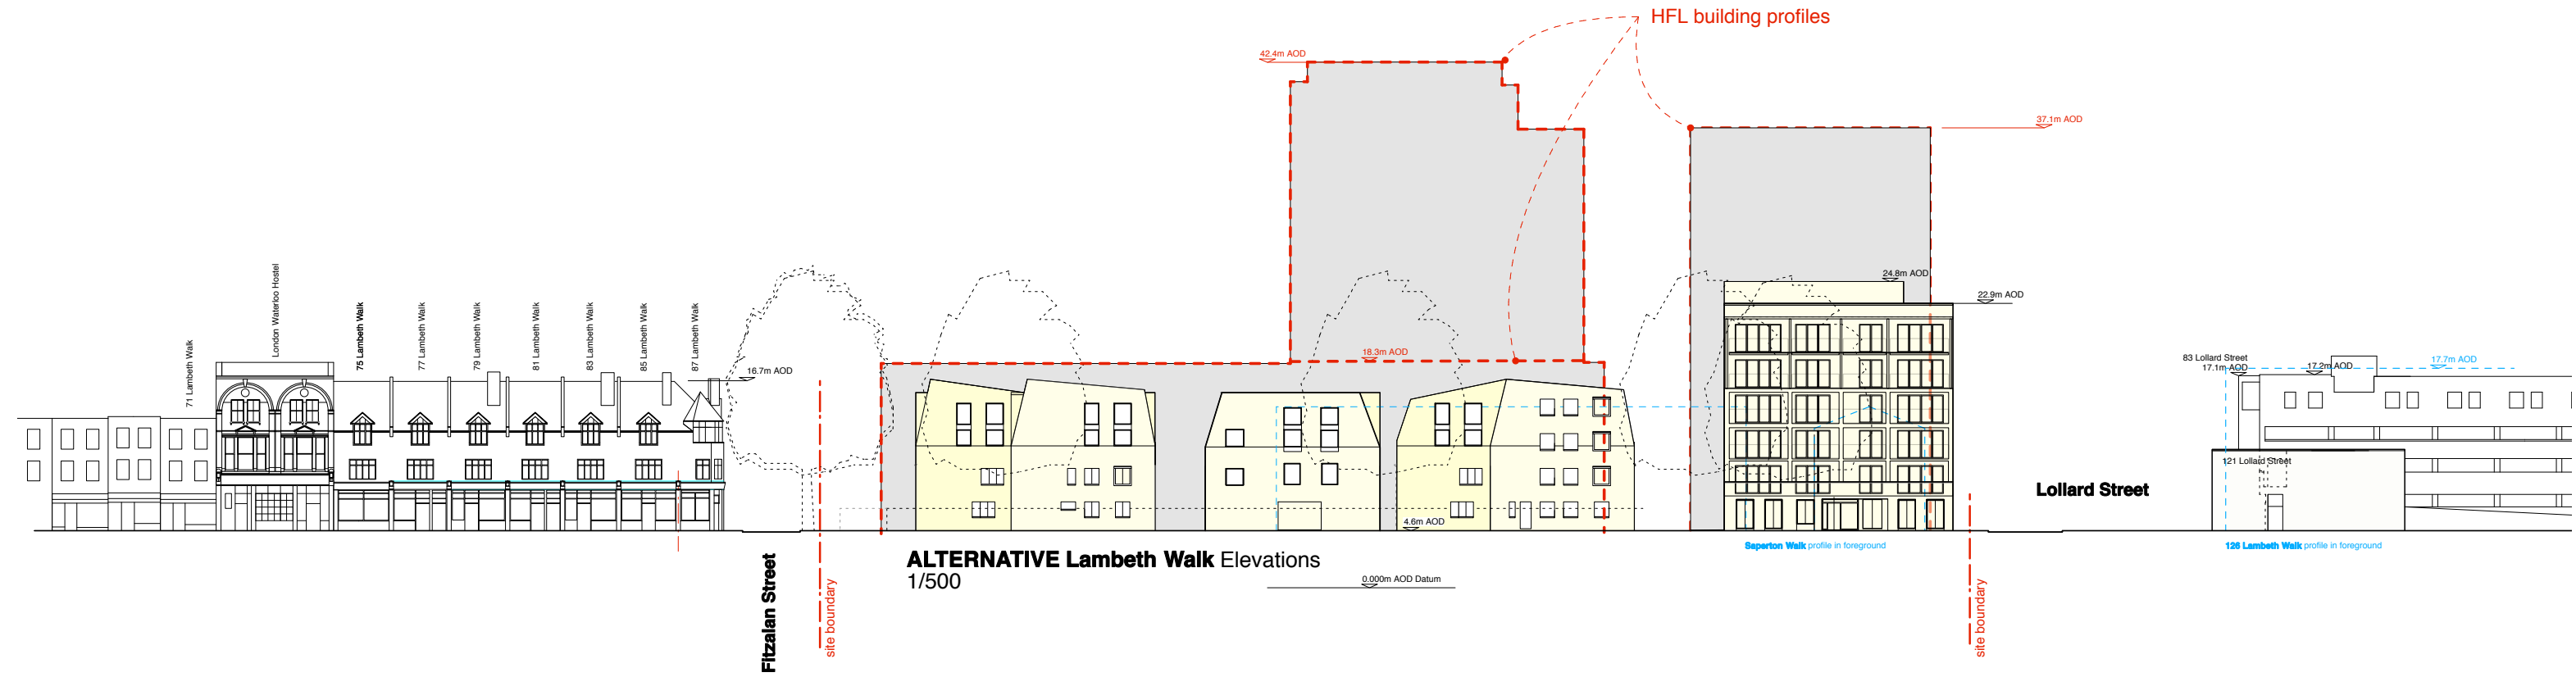 HFL building profiles
42.4m AOD
37.1m AOD
24.8m AOD
22.9m AOD
London Waterloo Hostel
71 Lambeth Walk
75 Lambeth Walk
77 Lambeth Walk
79 Lambeth Walk
81 Lambeth Walk
83 Lambeth Walk
85 Lambeth Walk
87 Lambeth Walk
16.7m AOD
18.3m AOD
83 Lollard Street
17.1m AOD
17.2m AOD
17.7m AOD
121 Lollard Street
Lollard Street
4.6m AOD
Saperton Walk profile in foreground
126 Lambeth Walk profile in foreground
ALTERNATIVE Lambeth Walk Elevations
1/500
0.000m AOD Datum
Fitzalan Street
site boundary
site boundary